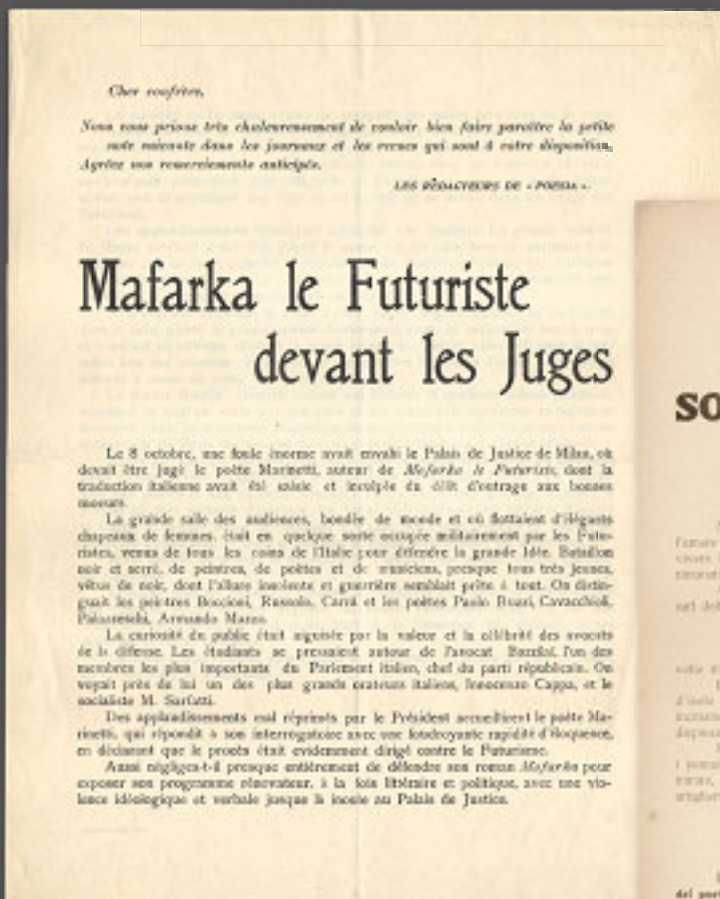 Cher confrère,
Nous vous prions très chaleureusement de vouloir bien faire paraître la petite
note suivante dans les journaux et les revues qui sont à votre disposition.
Agréez nos remerciements anticipés.
LES RÉDACTEURS DE « POESIA ».
Mafarka le Futuriste
devant les Juges
Le 8 octobre, une foule énorme avait envahi le Palais de Justice de Milan, où
devait être jugé le poète Marinetti, auteur de Mafarka le Futuriste, dont la
traduction italienne avait été saisie et inculpée du délit d'outrage aux bonnes
moeurs.
La grande salle des audiences, bondée de monde et où flottaient d'élégants
chapeaux de femmes, était en quelque sorte occupée militairement par les Futu-
ristes, venus de tous les coins de l'Italie pour défendre la grande Idée. Bataillon
noir et serré, de peintres, de poètes et de musiciens, presque tous très jeunes,
vêtus de noir, dont l'allure insolente et guerrière semblait prête à tout. On distin-
guait les peintres Boccioni, Russolo, Carrà et les poètes Paolo Buzzi, Cavacchioli,
Palazzeschi, Armando Mazza.
La curiosité du public était aiguisée par la valeur et la célébrité des avocats
de la défense. Les étudiants se pressaient autour de l'avocat Barzilai, l'un des
membres les plus importants du Parlement italien, chef du parti républicain. On
voyait près de lui un des plus grands orateurs italiens, Innocenzo Cappa, et le
socialiste M. Sarfatti.
Des applaudissements mal réprimés par le Président accueillirent le poète Ma-
rinetti, qui répondit à son interrogatoire avec une foudroyante rapidité d'éloquence,
en déclarant que le procès était evidemment dirigé contre le Futurisme.
Aussi négligea-t-il presque entièrement de défendre son roman Mafarka pour
exposer son programme rénovateur, à la fois littéraire et politique, avec une vio-
lence idéologique et verbale jusque là inouïe au Palais de Justice.
so